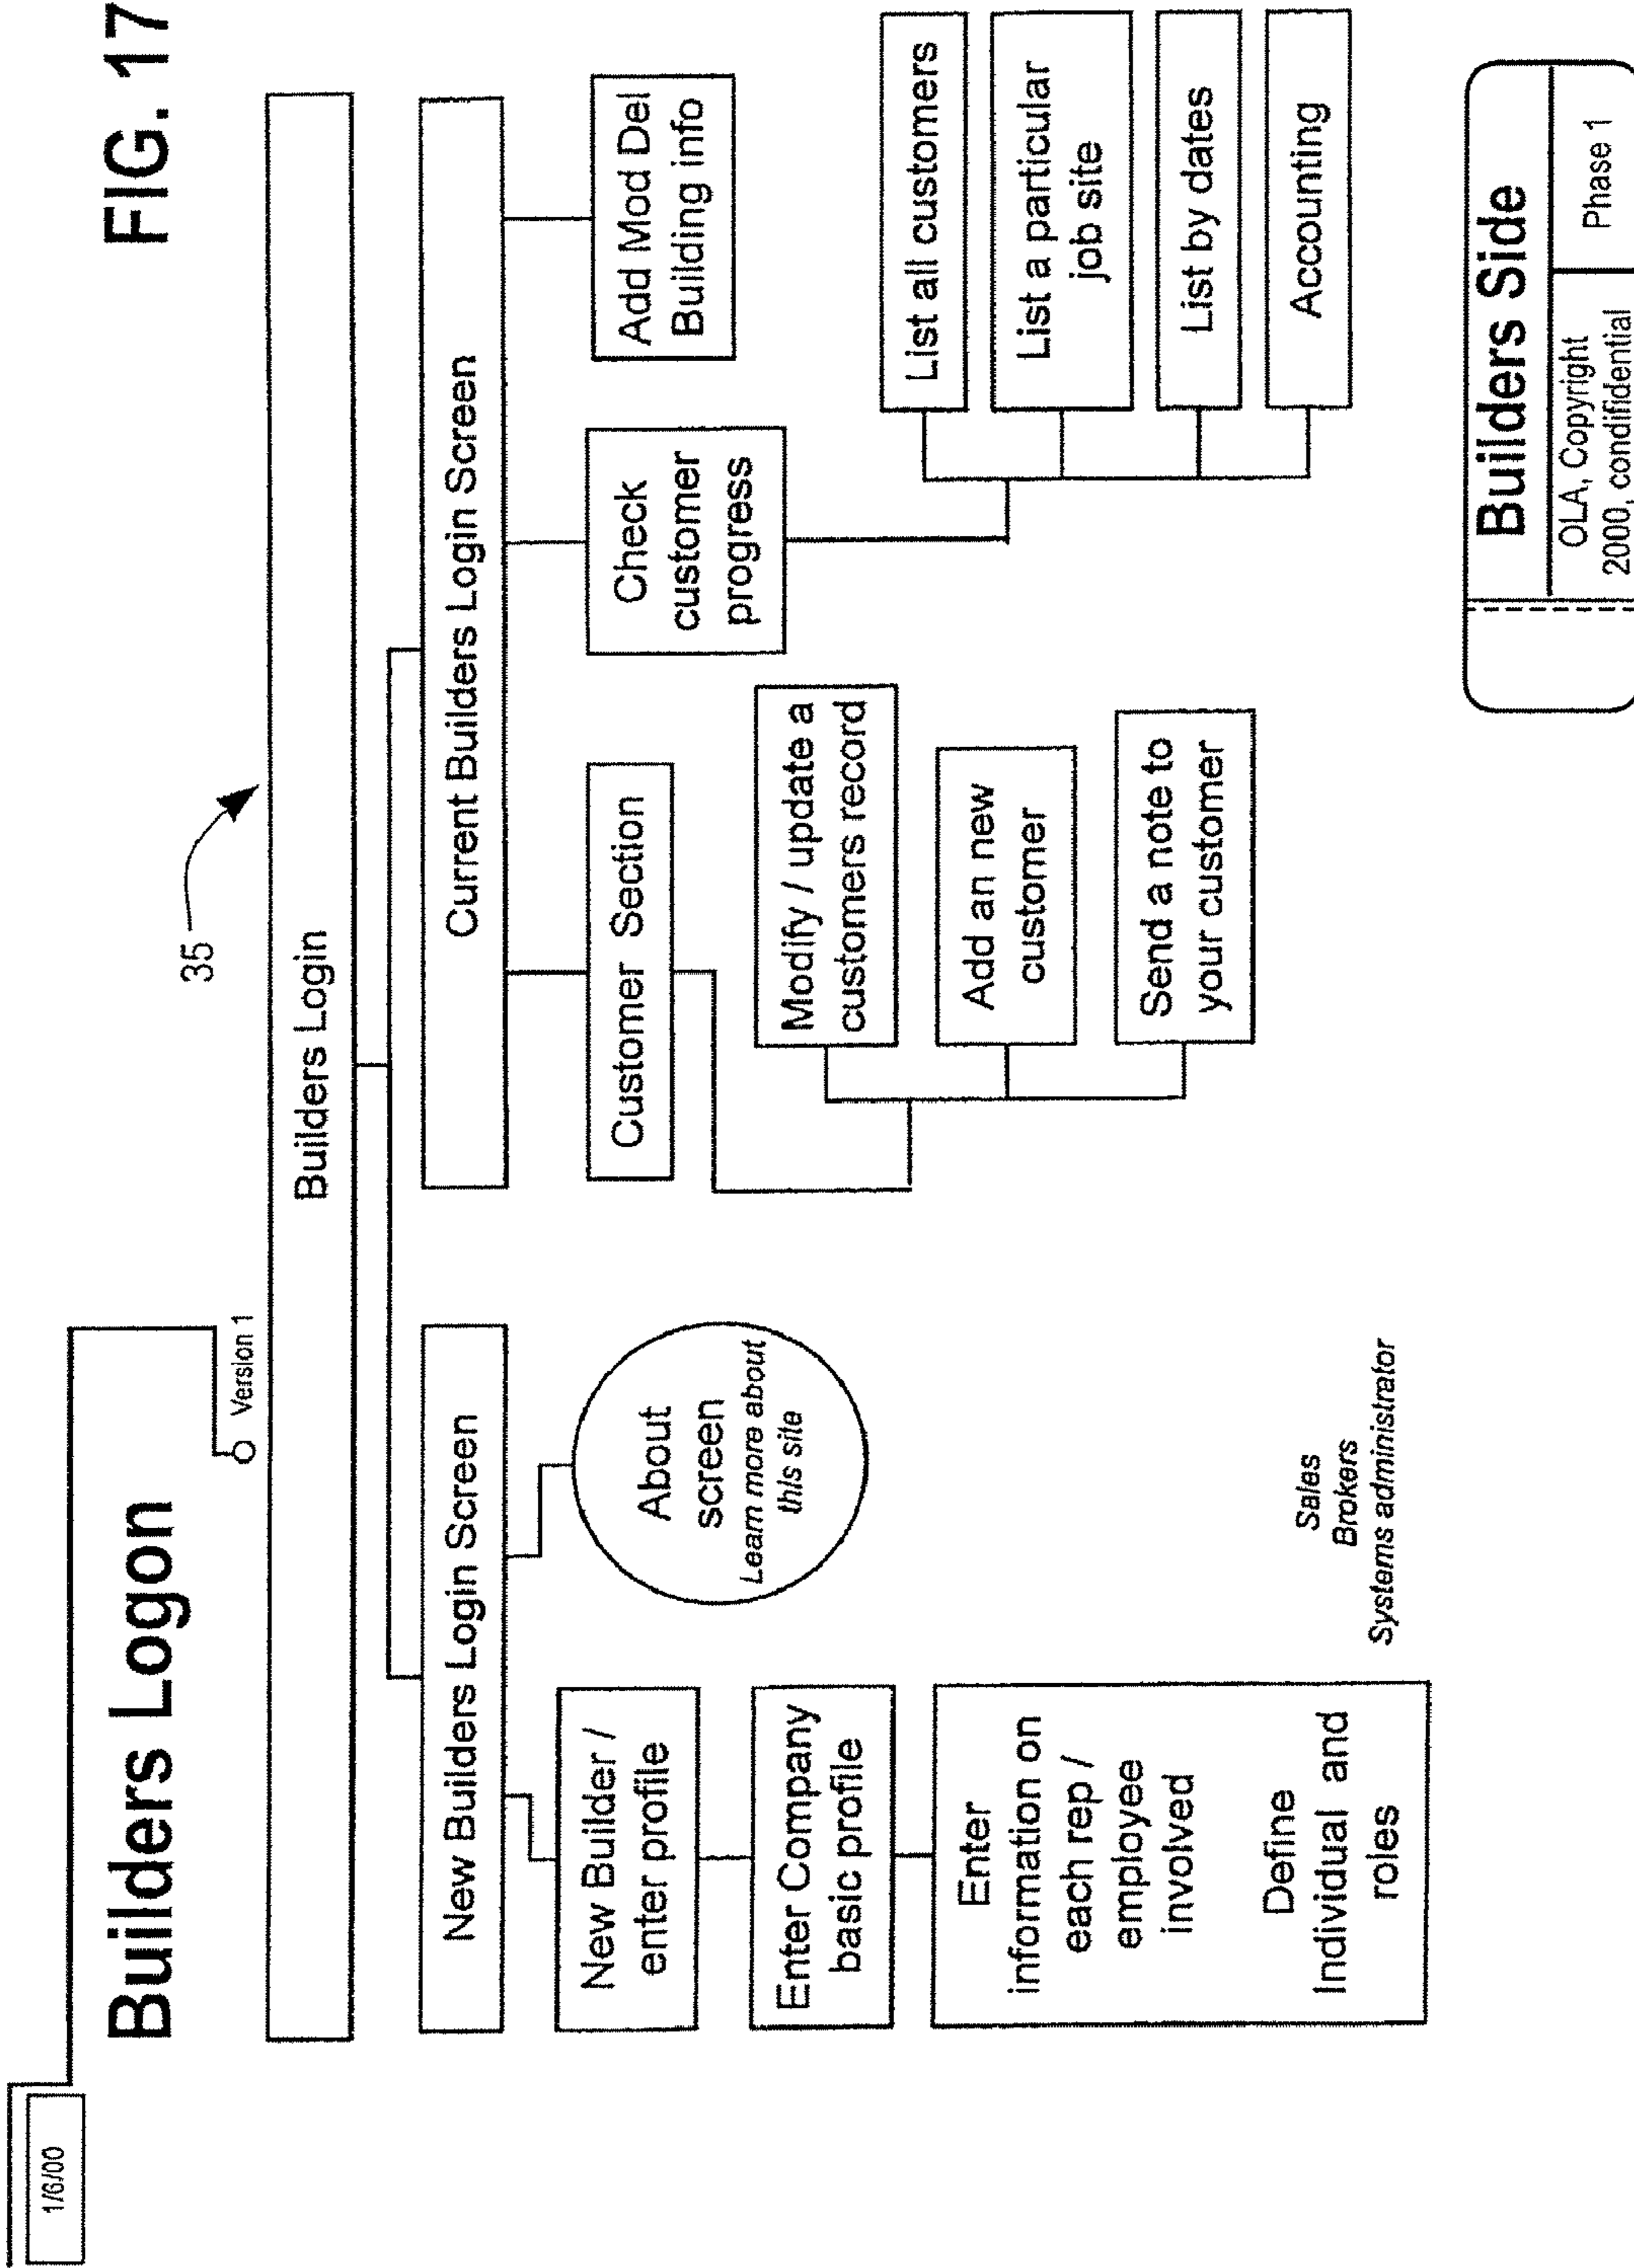 1/6/00
Builders Logon
FIG. 17
Version 1
35
Builders Login
New Builders Login Screen
Current Builders Login Screen
New Builder /
enter profile
About
screen
Learn more about
this site
Customer Section
Check
customer
progress
Add Mod Del
Building info
Enter Company
basic profile
Modify / update a
customers record
Add an new
customer
Send a note to
your customer
List all customers
List a particular
job site
List by dates
Accounting
Enter
information on
each rep /
employee
involved
Define
Individual and
roles
Sales
Brokers
Systems administrator
Builders Side
OLA, Copyright
2000, condifidential
Phase 1